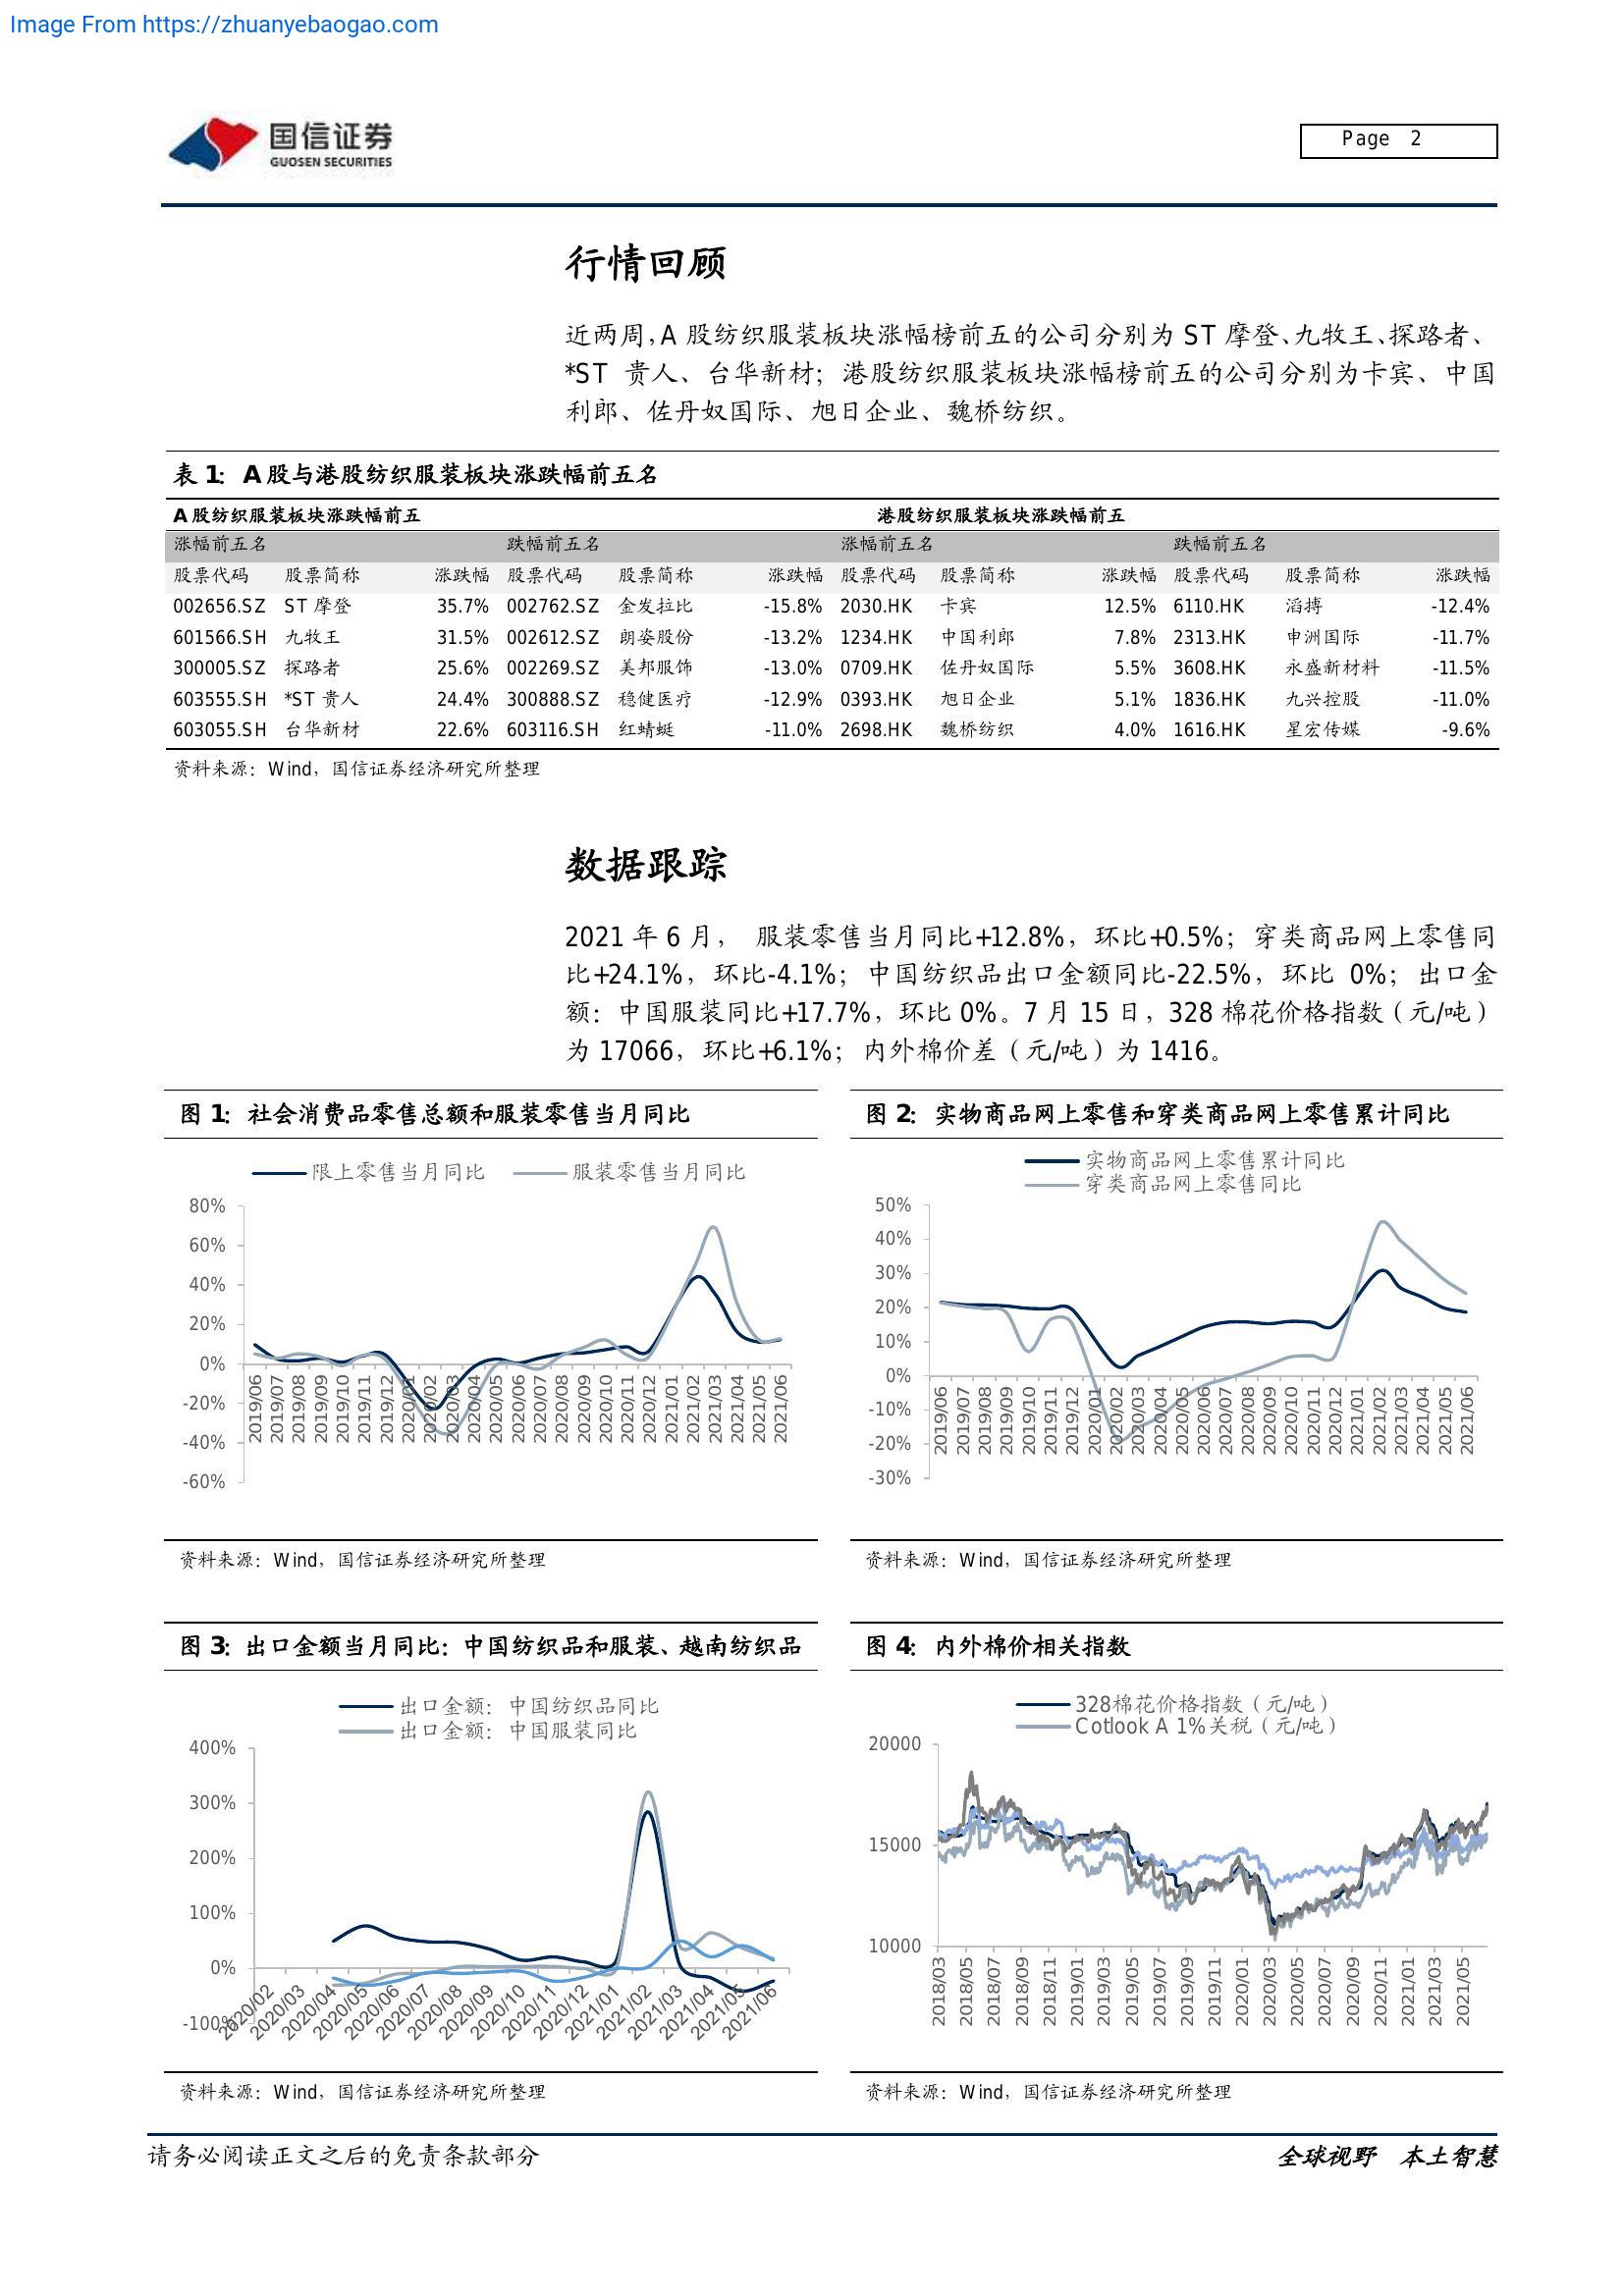 Image From https://zhuanyebaogao.com
国信证券
GUOSEN SECURITIES
Page 2
行情回顾
近两周，A 股纺织服装板块涨幅榜前五的公司分别为 ST 摩登、九牧王、探路者、
*ST 贵人、台华新材；港股纺织服装板块涨幅榜前五的公司分别为卡宾、中国
利郎、佐丹奴国际、旭日企业、魏桥纺织。
表 1：A 股与港股纺织服装板块涨跌幅前五名
A 股纺织服装板块涨跌幅前五 港股纺织服装板块涨跌幅前五
涨幅前五名 跌幅前五名 涨幅前五名 跌幅前五名
股票代码 股票简称 涨跌幅 股票代码 股票简称 涨跌幅 股票代码 股票简称 涨跌幅 股票代码 股票简称 涨跌幅
002656.SZ ST 摩登 35.7% 002762.SZ 金发拉比 -15.8% 2030.HK 卡宾 12.5% 6110.HK 滔搏 -12.4%
601566.SH 九牧王 31.5% 002612.SZ 朗姿股份 -13.2% 1234.HK 中国利郎 7.8% 2313.HK 申洲国际 -11.7%
300005.SZ 探路者 25.6% 002269.SZ 美邦服饰 -13.0% 0709.HK 佐丹奴国际 5.5% 3608.HK 永盛新材料 -11.5%
603555.SH *ST 贵人 24.4% 300888.SZ 稳健医疗 -12.9% 0393.HK 旭日企业 5.1% 1836.HK 九兴控股 -11.0%
603055.SH 台华新材 22.6% 603116.SH 红蜻蜓 -11.0% 2698.HK 魏桥纺织 4.0% 1616.HK 星宏传媒 -9.6%
资料来源：Wind，国信证券经济研究所整理
数据跟踪
2021 年 6 月， 服装零售当月同比+12.8%，环比+0.5%；穿类商品网上零售同
比+24.1%，环比-4.1%；中国纺织品出口金额同比-22.5%，环比 0%；出口金
额：中国服装同比+17.7%，环比 0%。7 月 15 日，328 棉花价格指数（元/吨）
为 17066，环比+6.1%；内外棉价差（元/吨）为 1416。
图 1：社会消费品零售总额和服装零售当月同比
限上零售当月同比 服装零售当月同比
80%
60%
40%
20%
0%
-20%
-40%
-60%
2019/06 2019/07 2019/08 2019/09 2019/10 2019/11 2019/12 2020/01 2020/02 2020/03 2020/04 2020/05 2020/06 2020/07 2020/08 2020/09 2020/10 2020/11 2020/12 2021/01 2021/02 2021/03 2021/04 2021/05 2021/06
资料来源：Wind，国信证券经济研究所整理
图 2：实物商品网上零售和穿类商品网上零售累计同比
实物商品网上零售累计同比
穿类商品网上零售同比
50%
40%
30%
20%
10%
0%
-10%
-20%
-30%
2019/06 2019/07 2019/08 2019/09 2019/10 2019/11 2019/12 2020/01 2020/02 2020/03 2020/04 2020/05 2020/06 2020/07 2020/08 2020/09 2020/10 2020/11 2020/12 2021/01 2021/02 2021/03 2021/04 2021/05 2021/06
资料来源：Wind，国信证券经济研究所整理
图 3：出口金额当月同比：中国纺织品和服装、越南纺织品
出口金额：中国纺织品同比
出口金额：中国服装同比
400%
300%
200%
100%
0%
-100%
2020/02 2020/03 2020/04 2020/05 2020/06 2020/07 2020/08 2020/09 2020/10 2020/11 2020/12 2021/01 2021/02 2021/03 2021/04 2021/05 2021/06
资料来源：Wind，国信证券经济研究所整理
图 4：内外棉价相关指数
328棉花价格指数（元/吨）
Cotlook A 1%关税（元/吨）
20000
15000
10000
2018/03 2018/05 2018/07 2018/09 2018/11 2019/01 2019/03 2019/05 2019/07 2019/09 2019/11 2020/01 2020/03 2020/05 2020/07 2020/09 2020/11 2021/01 2021/03 2021/05
资料来源：Wind，国信证券经济研究所整理
请务必阅读正文之后的免责条款部分
全球视野 本土智慧